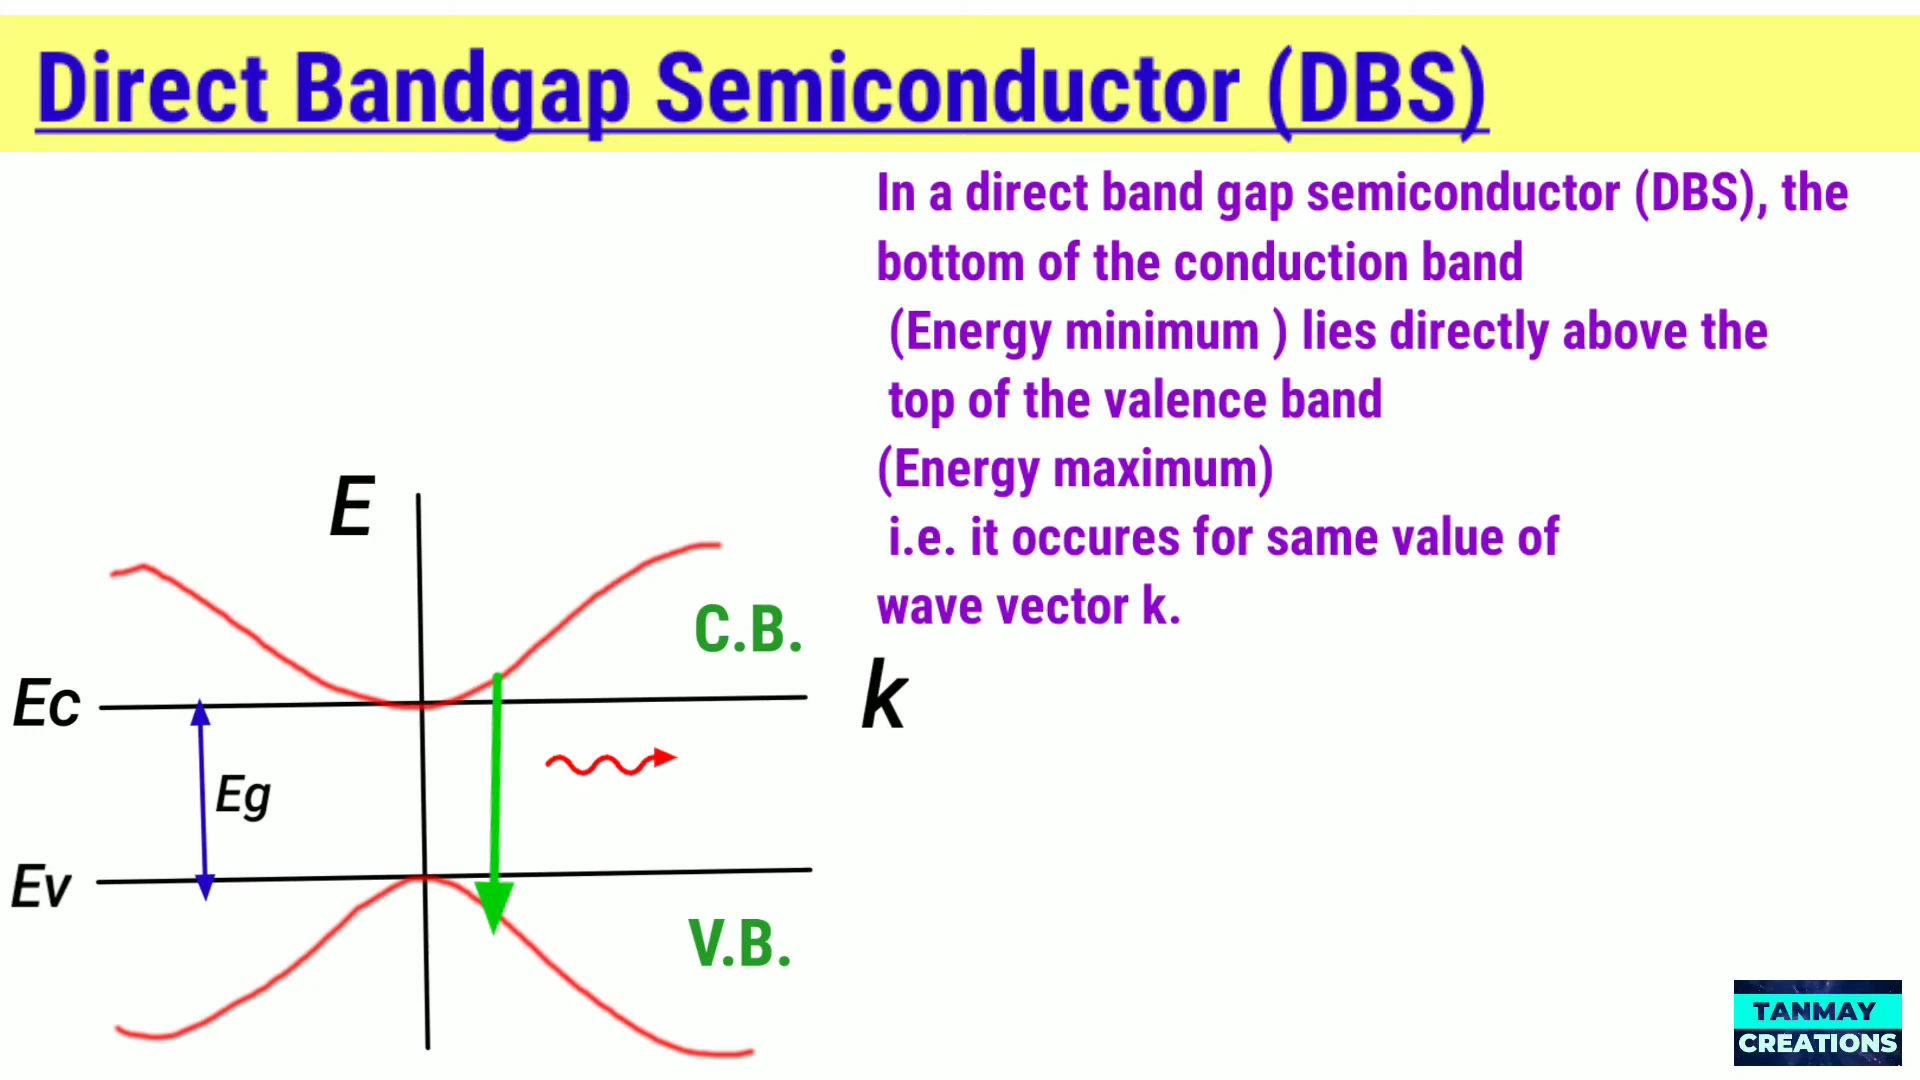 Direct Bandgap Semiconductor (DBS)
In a direct band gap semiconductor (DBS), the
bottom of the conduction band
(Energy minimum ) lies directly above the
top of the valence band
(Energy maximum)
i.e. it occures for same value of
wave vector k.
E
C.B.
Ec
k
Eg
Ev
V.B.
TANMAY
CREATIONS